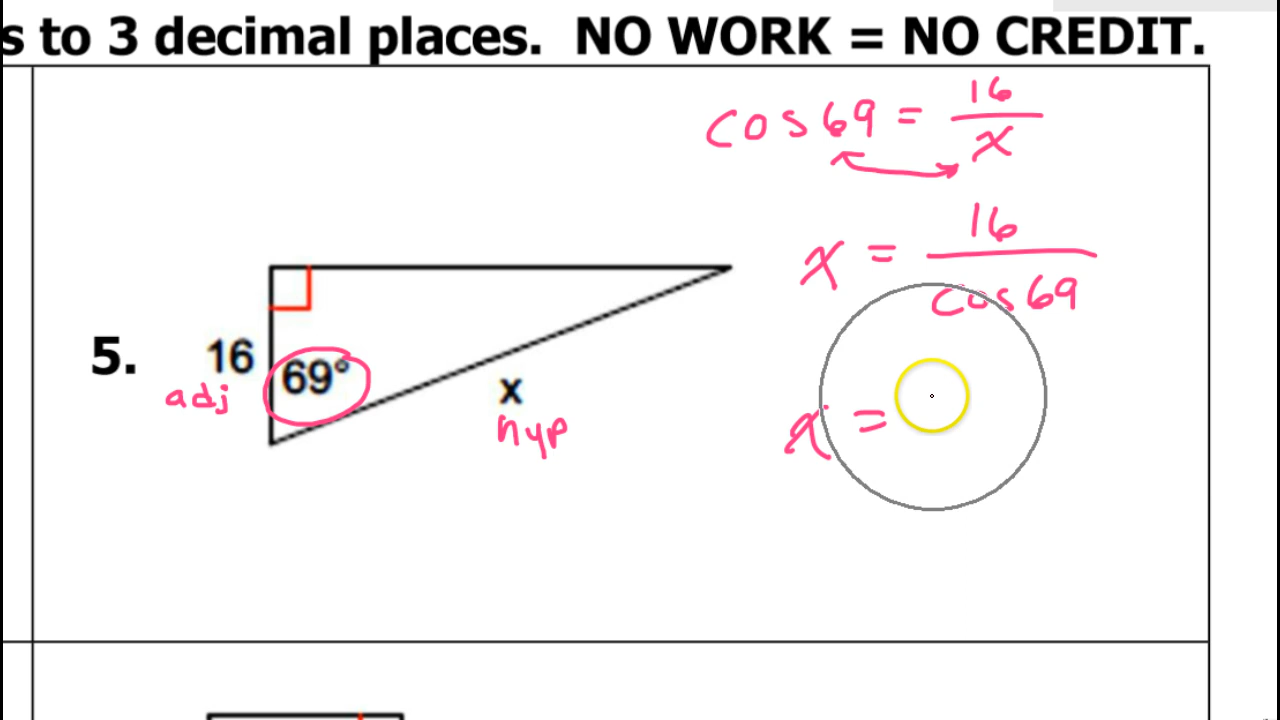 s to 3 decimal places. NO WORK = NO CREDIT.
cos 69 = 16
x
x = 16
cos 69
5.
16
69°
adj
x
hyp
x =